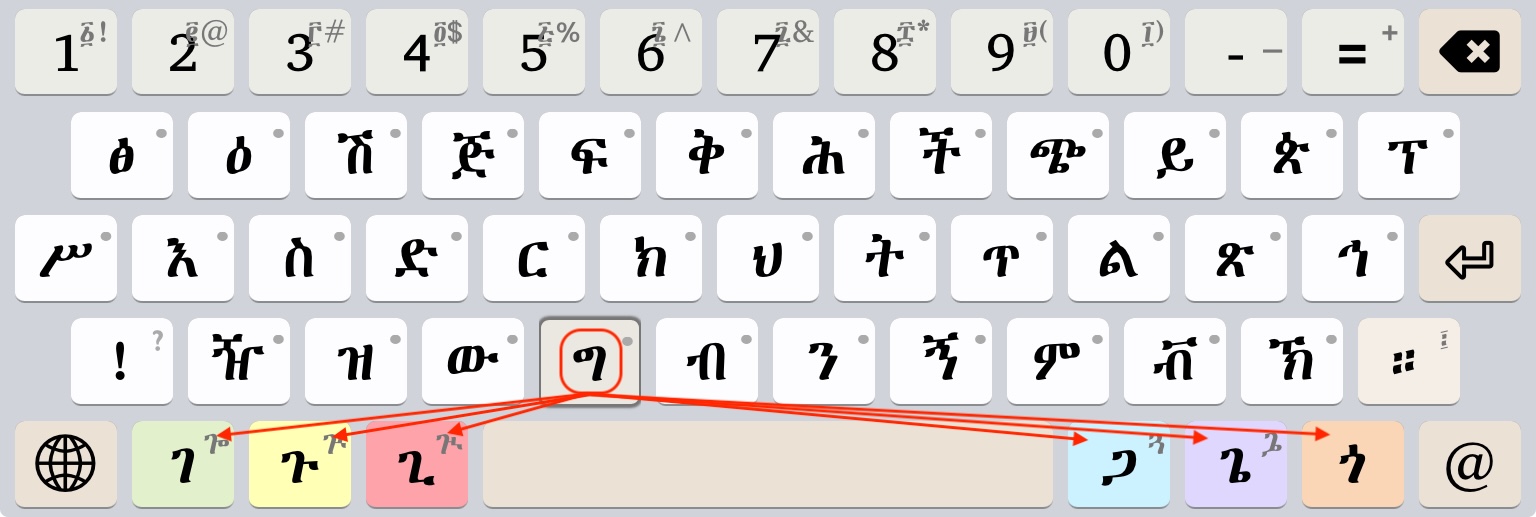 1 ፩! 2 ፪@ 3 ፫# 4 ፬$ 5 ፭% 6 ፮^ 7 ፯& 8 ፰* 9 ፱( 0 ፲) - – = +
ፅ ዕ ሽ ጅ ፍ ቅ ሕ ች ጭ ይ ጵ ፕ
ሥ እ ስ ድ ር ክ ህ ት ጥ ል ጽ ኅ
! ? ዥ ዝ ው ግ ብ ን ኝ ም ቭ ኽ ።
ገ ጐ ጉ ጕ ጊ ጒ ጋ ጓ ጌ ጔ ጎ @